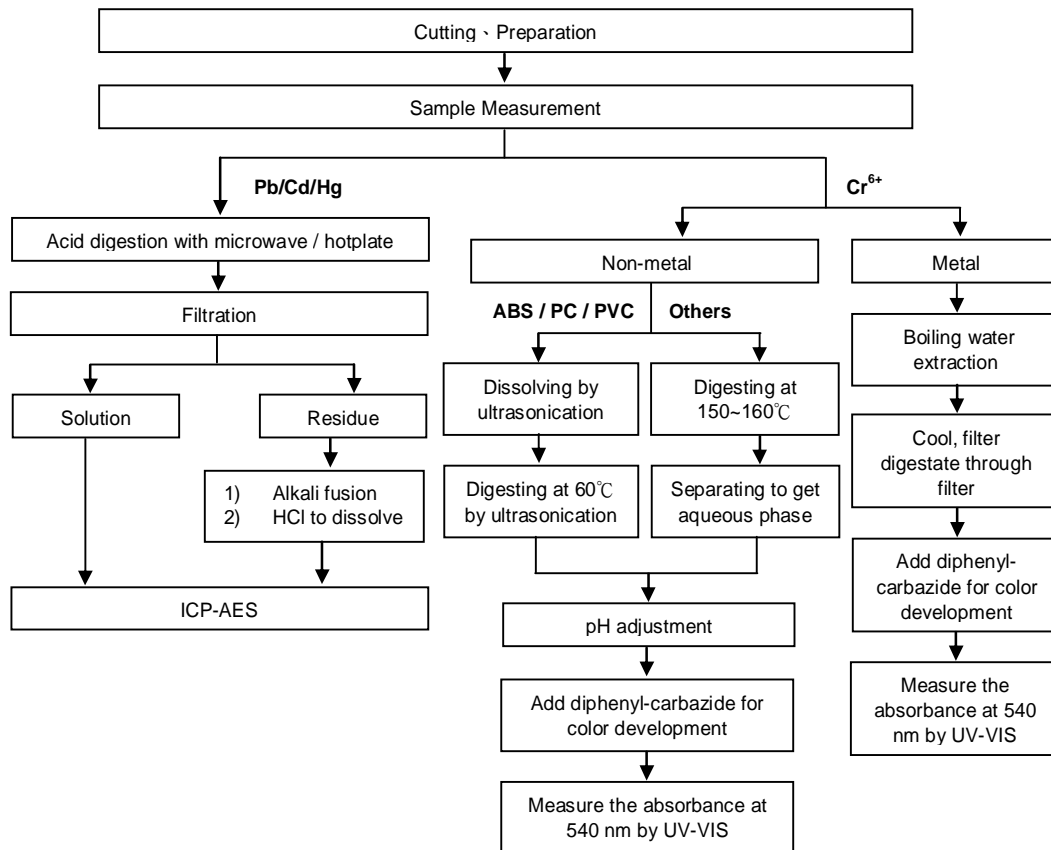 Cutting、Preparation
Sample Measurement
Pb/Cd/Hg
Acid digestion with microwave / hotplate
Filtration
Solution
Residue
1) Alkali fusion
2) HCl to dissolve
ICP-AES
Cr⁶⁺
Non-metal
ABS / PC / PVC
Others
Dissolving by
ultrasonication
Digesting at 60℃
by ultrasonication
Digesting at
150~160℃
Separating to get
aqueous phase
pH adjustment
Add diphenyl-carbazide for
color development
Measure the absorbance at
540 nm by UV-VIS
Metal
Boiling water
extraction
Cool, filter
digestate through
filter
Add diphenyl-
carbazide for color
development
Measure the
absorbance at 540
nm by UV-VIS